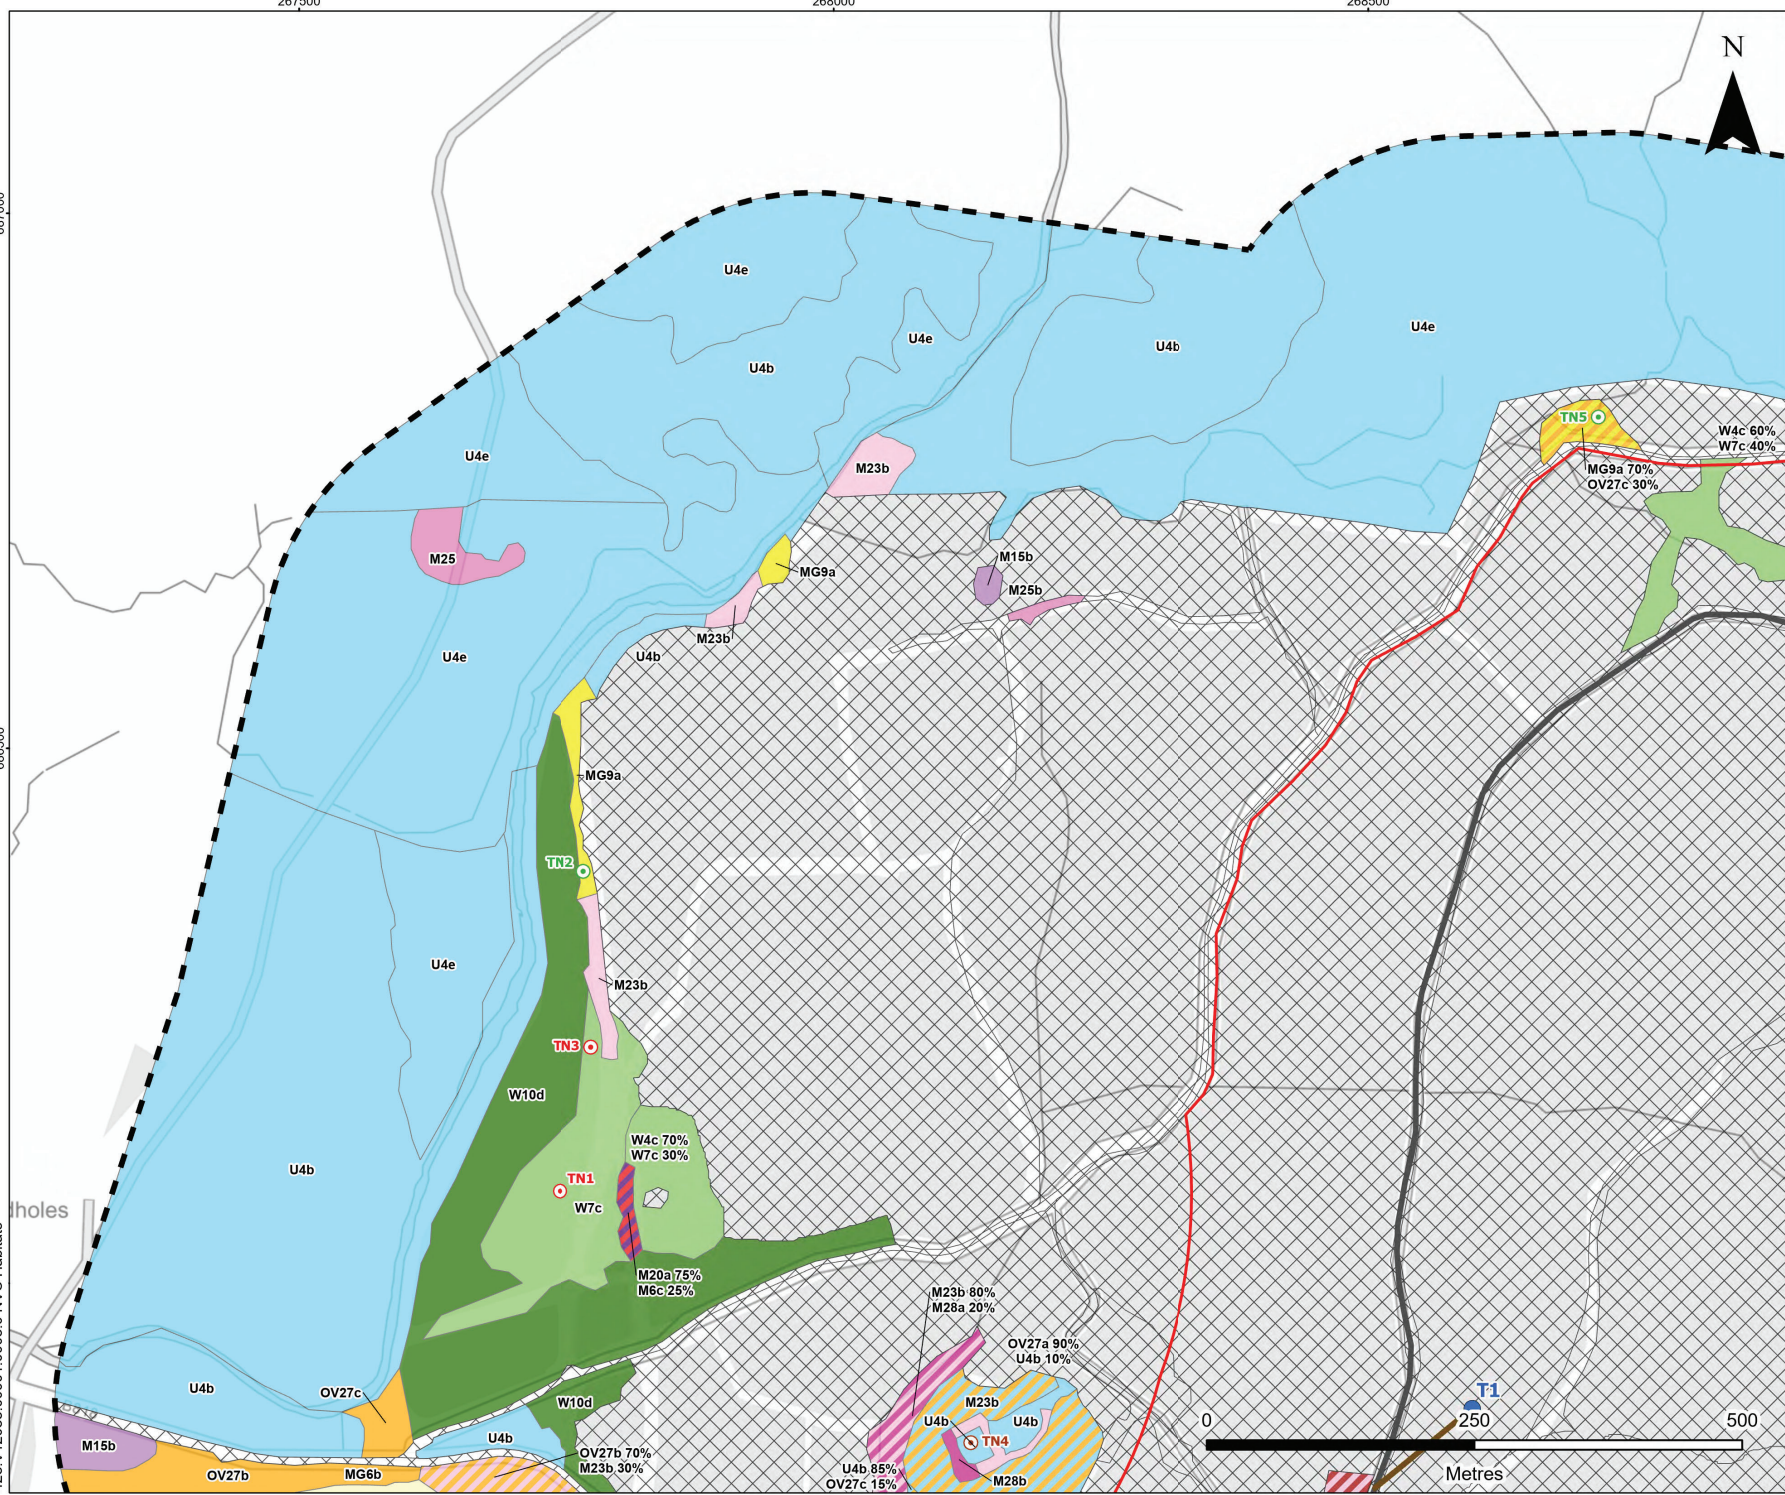 267500
268000
268500
N
U4e
U4e
U4e
U4b
U4b
TN5
W4c 60%
W7c 40%
U4e
M23b
MG9a 70%
OV27c 30%
M25
M15b
MG9a
M25b
M23b
U4e
U4b
MG9a
TN2
U4e
M23b
TN3
W10d
W4c 70%
W7c 30%
U4b
TN1
W7c
M20a 75%
M6c 25%
M23b 80%
M28a 20%
OV27a 90%
U4b 10%
U4b
OV27c
T1
W10d
M23b
U4b
U4b
0
250
500
U4b
TN4
M15b
OV27b 70%
M23b 30%
U4b 85%
OV27c 15%
OV27b
MG6b
M28b
Metres